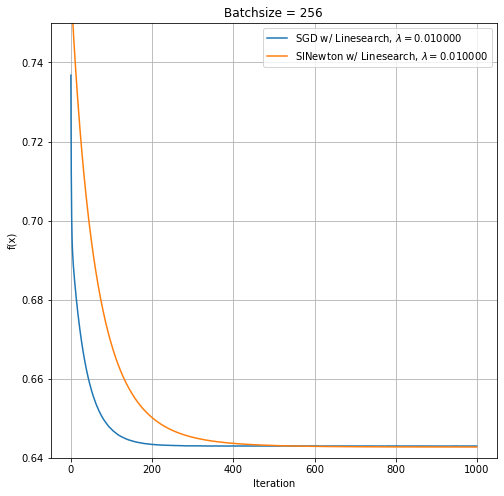 Batchsize = 256
SGD w/ Linesearch, λ = 0.010000
SINewton w/ Linesearch, λ = 0.010000
f(x)
0.74
0.72
0.70
0.68
0.66
0.64
0 200 400 600 800 1000
Iteration